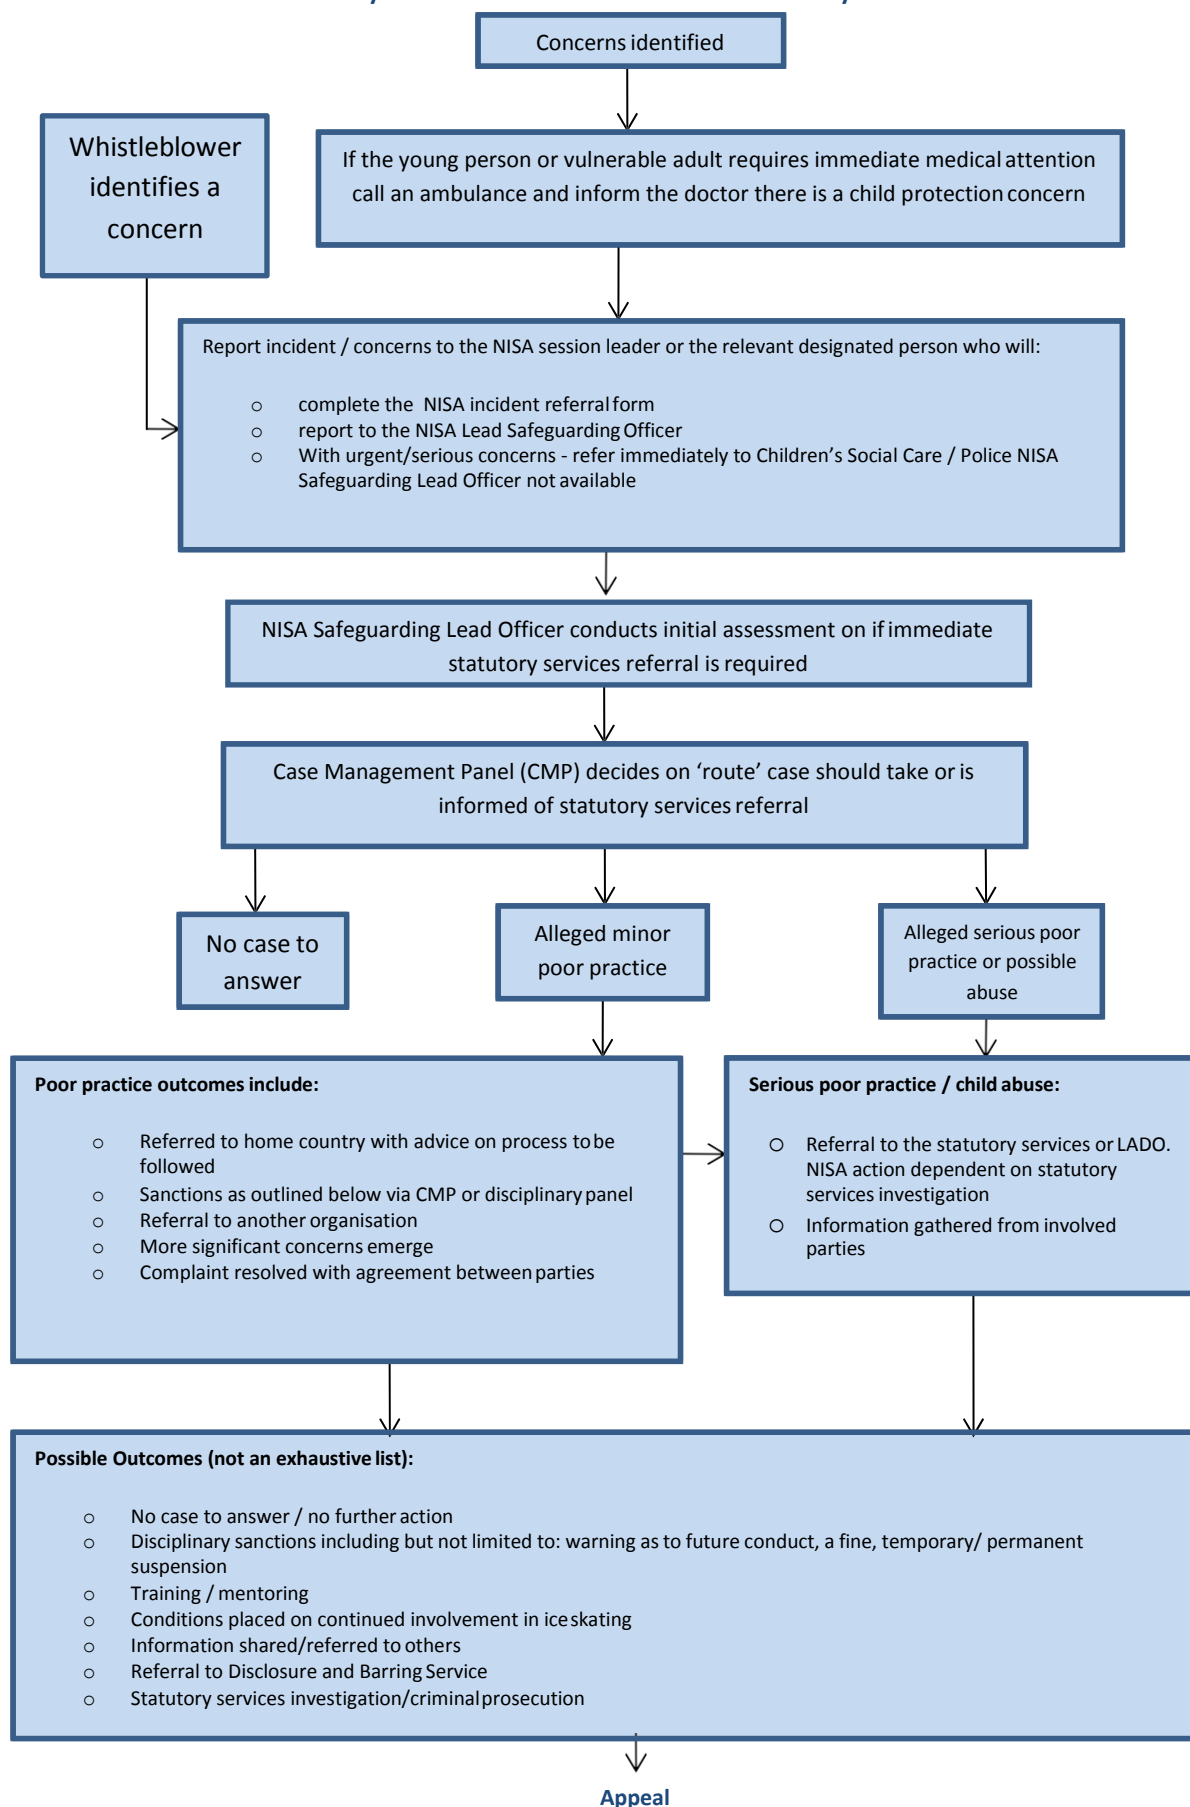 Concerns identified
Whistleblower
identifies a
concern
If the young person or vulnerable adult requires immediate medical attention
call an ambulance and inform the doctor there is a child protection concern
Report incident / concerns to the NISA session leader or the relevant designated person who will:
o complete the NISA incident referral form
o report to the NISA Lead Safeguarding Officer
o With urgent/serious concerns - refer immediately to Children’s Social Care / Police NISA
Safeguarding Lead Officer not available
NISA Safeguarding Lead Officer conducts initial assessment on if immediate
statutory services referral is required
Case Management Panel (CMP) decides on ‘route’ case should take or is
informed of statutory services referral
No case to
answer
Alleged minor
poor practice
Alleged serious poor
practice or possible
abuse
Poor practice outcomes include:
o Referred to home country with advice on process to be
followed
o Sanctions as outlined below via CMP or disciplinary panel
o Referral to another organisation
o More significant concerns emerge
o Complaint resolved with agreement between parties
Serious poor practice / child abuse:
o Referral to the statutory services or LADO.
NISA action dependent on statutory
services investigation
o Information gathered from involved
parties
Possible Outcomes (not an exhaustive list):
o No case to answer / no further action
o Disciplinary sanctions including but not limited to: warning as to future conduct, a fine, temporary/ permanent
suspension
o Training / mentoring
o Conditions placed on continued involvement in ice skating
o Information shared/referred to others
o Referral to Disclosure and Barring Service
o Statutory services investigation/criminal prosecution
Appeal